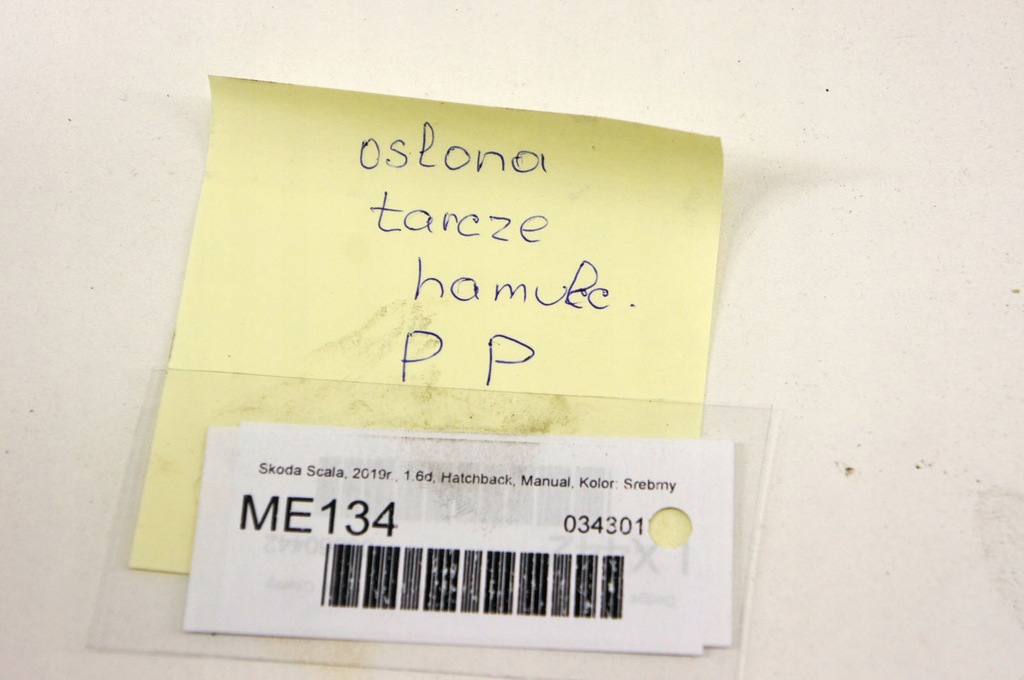 osłona
tarcze
hamulc.
P P
Skoda Scala, 2019r., 1.6d, Hatchback, Manual, Kolor: Srebrny
ME134
034301